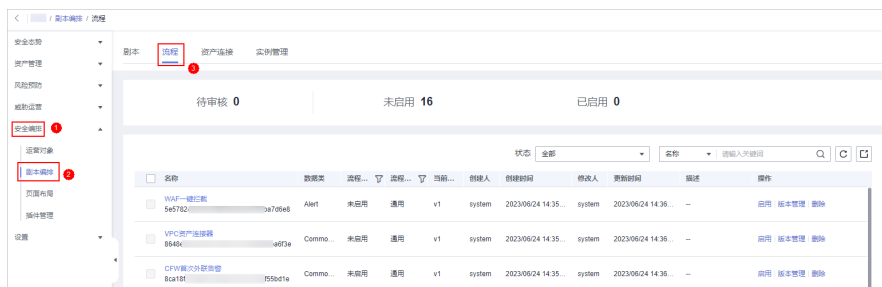 / 剧本编排 / 流程
安全态势
资产管理
风险预防
威胁运营
安全编排 1
运营对象
剧本编排 2
页面布局
插件管理
设置
剧本 流程 资产连接 实例管理
3
待审核 0 未启用 16 已启用 0
状态 全部 名称 请输入关键词
名称 数据类 流程... 流程... 当前... 创建人 创建时间 修改人 更新时间 描述 操作
WAF一键拦截
5e5782 ba7d6e8 Alert 未启用 通用 v1 system 2023/06/24 14:35... system 2023/06/24 14:36... -- 启用 版本管理 删除
VPC资产连接器
8648 a6f3e Commo... 未启用 通用 v1 system 2023/06/24 14:35... system 2023/06/24 14:36... -- 启用 版本管理 删除
CFW首次外联告警
8ca18f f55bd1e Commo... 未启用 通用 v1 system 2023/06/24 14:35... system 2023/06/24 14:36... -- 启用 版本管理 删除